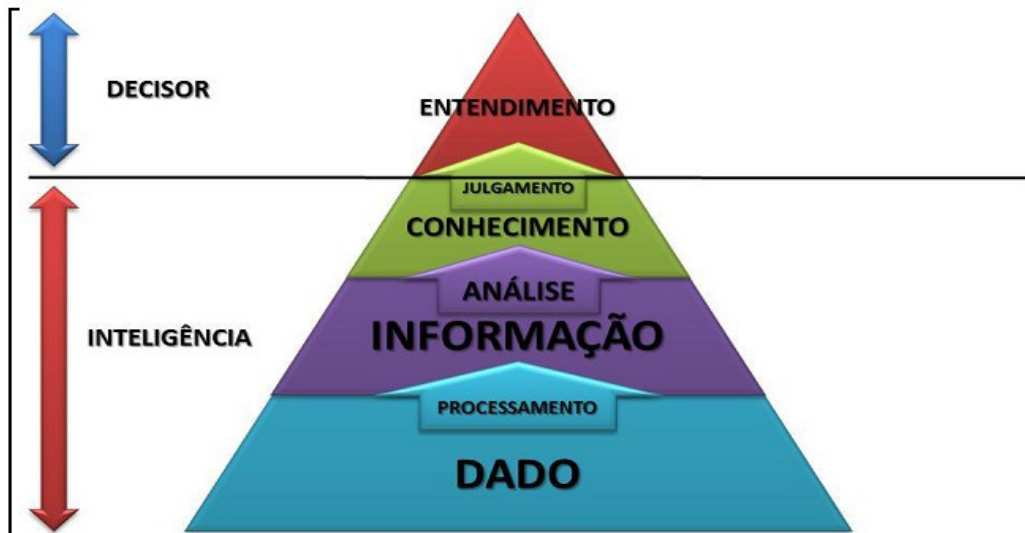 DECISOR
ENTENDIMENTO
JULGAMENTO
CONHECIMENTO
ANÁLISE
INTELIGÊNCIA
INFORMAÇÃO
PROCESSAMENTO
DADO